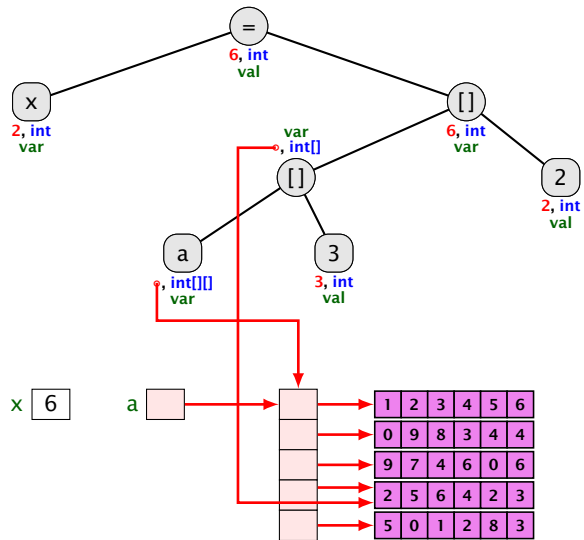 =
6, int
val
x
2, int
var
[]
6, int
var
var
, int[]
[]
2
2, int
val
a
, int[][]
var
3
3, int
val
x 6 a
1 2 3 4 5 6
0 9 8 3 4 4
9 7 4 6 0 6
2 5 6 4 2 3
5 0 1 2 8 3